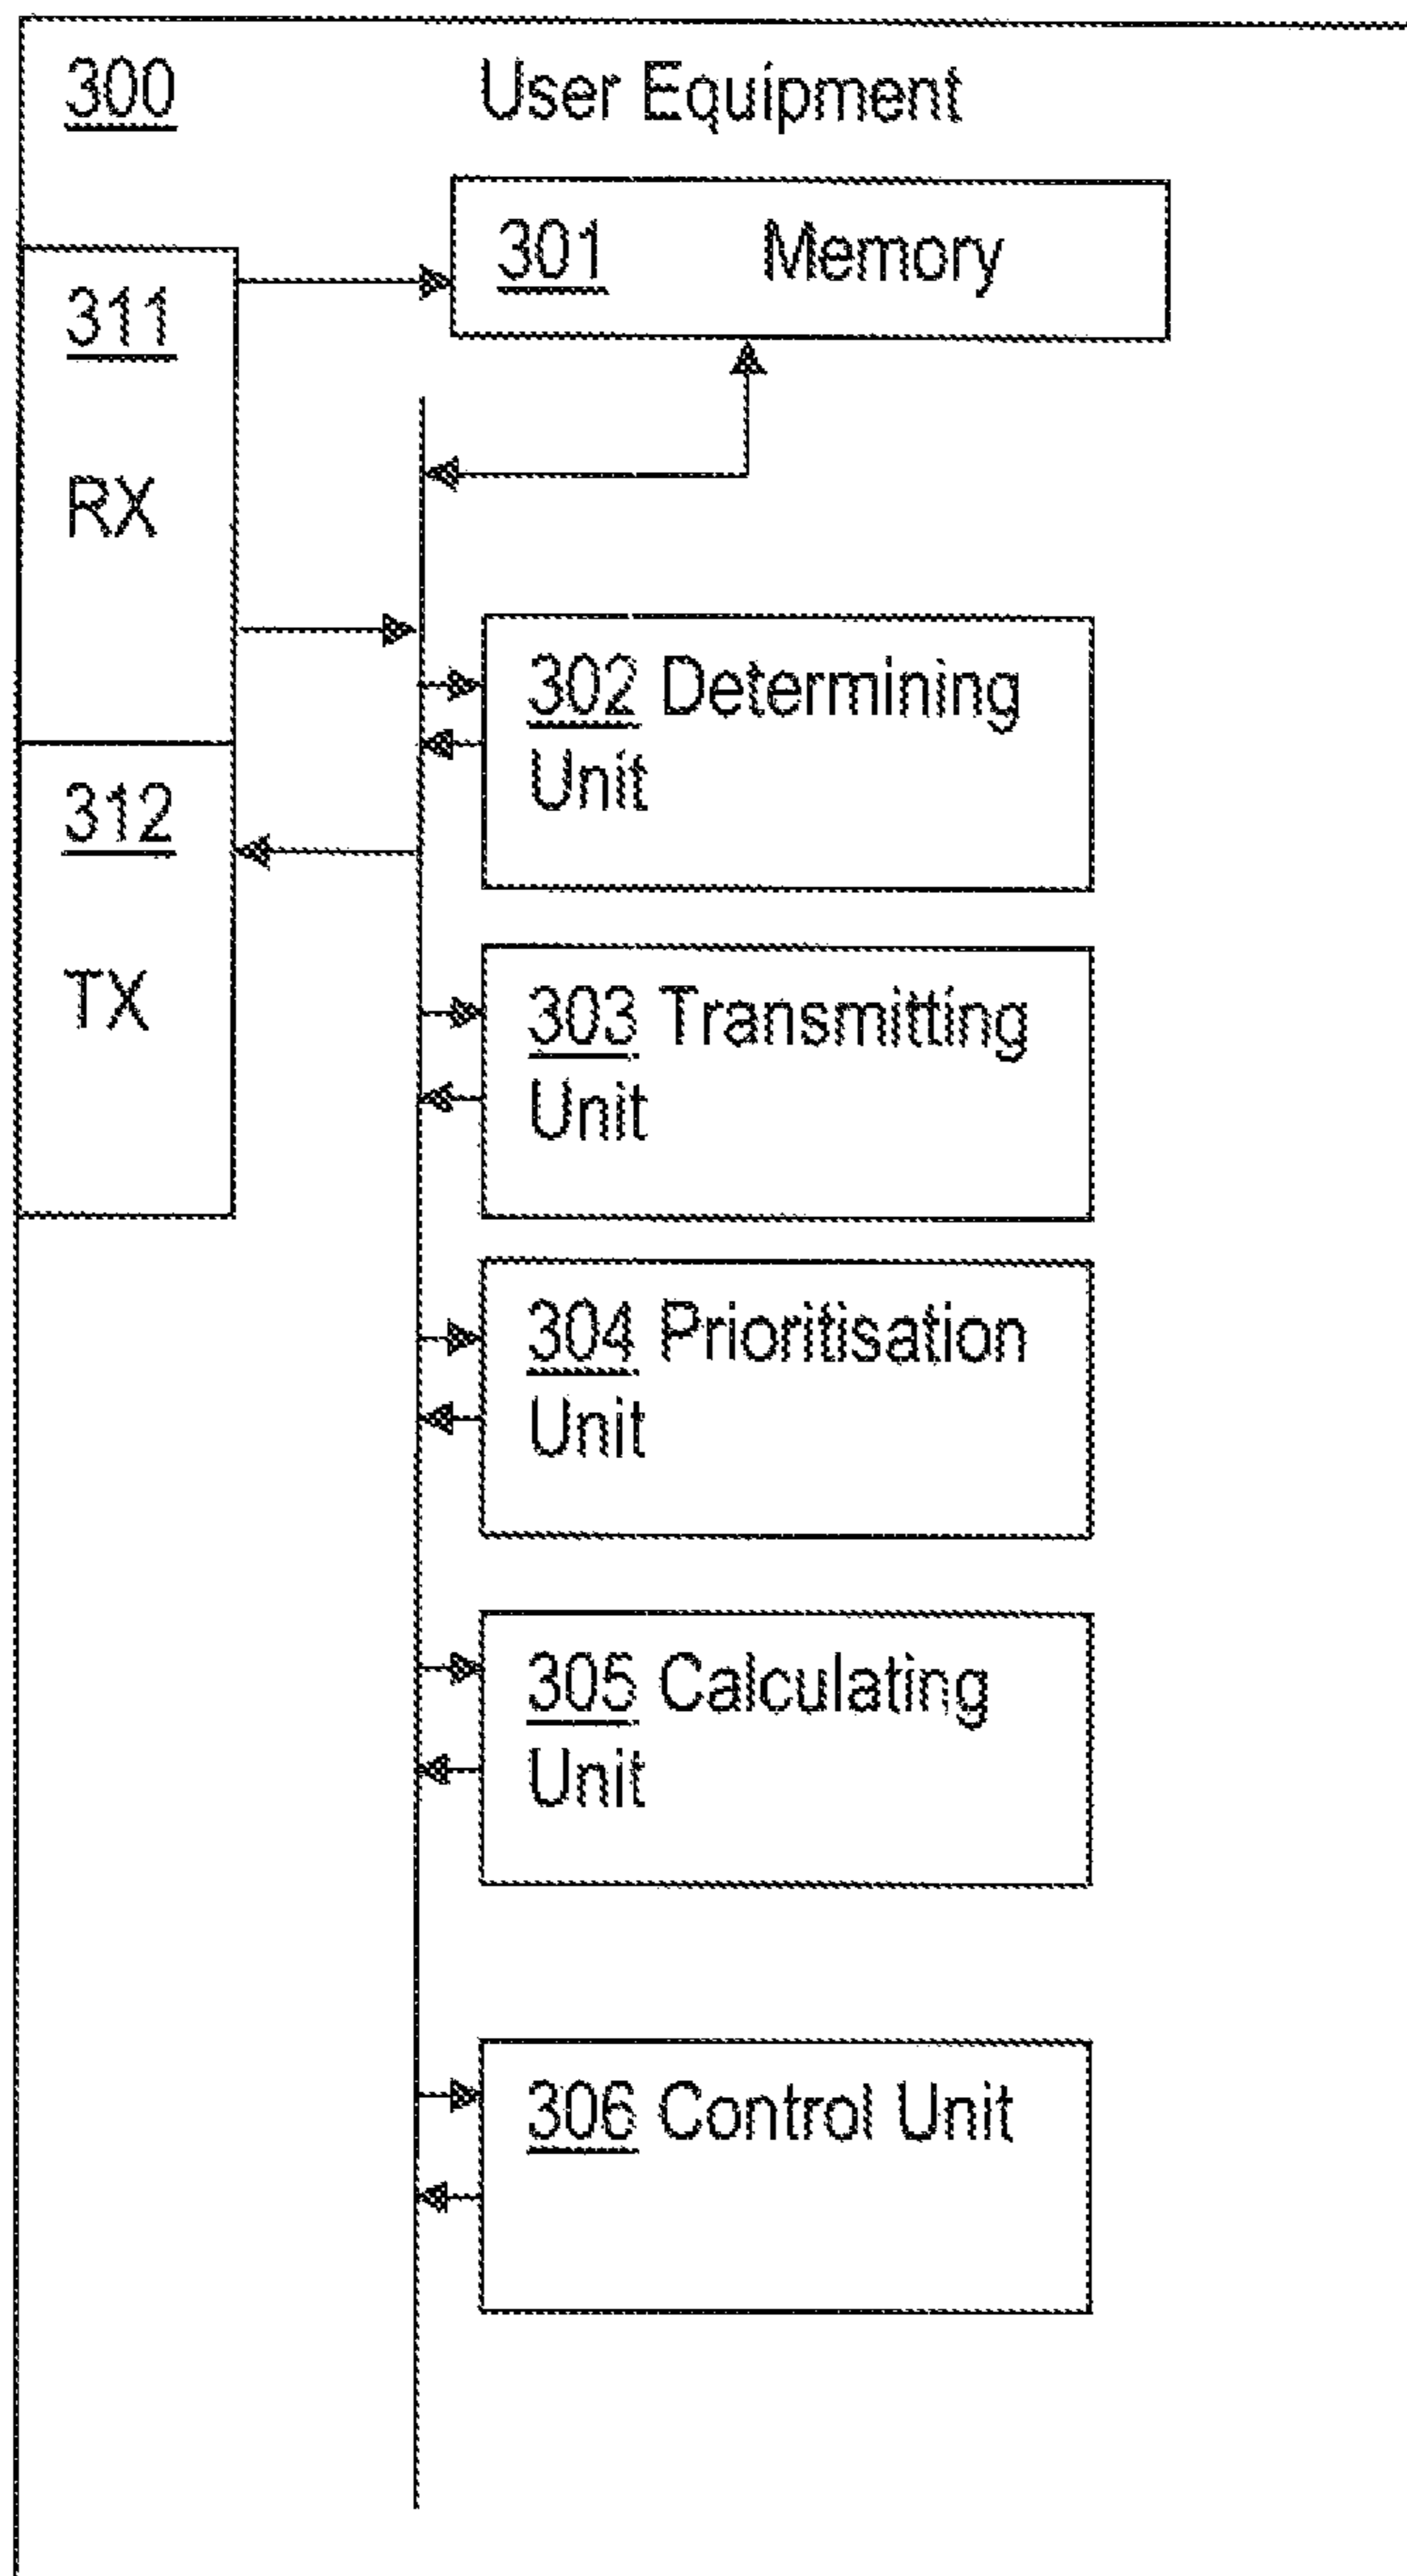 300 User Equipment
301 Memory
311
RX
302 Determining
Unit
312
TX
303 Transmitting
Unit
304 Prioritisation
Unit
305 Calculating
Unit
306 Control Unit